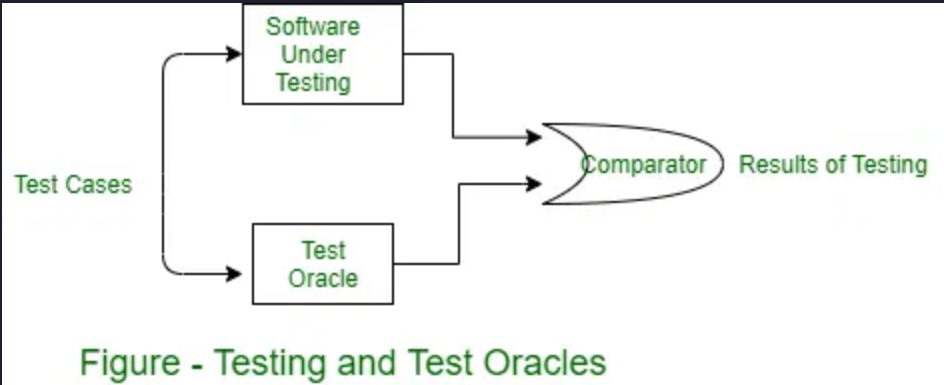 Software
Under
Testing
Test Cases
Comparator
Results of Testing
Test
Oracle
Figure - Testing and Test Oracles